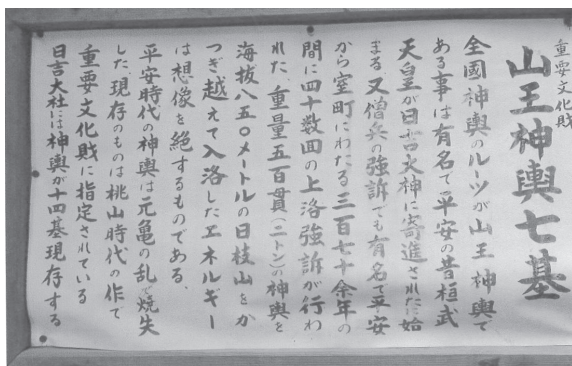 重要文化財
山王神輿七基
全國神輿のルーツが山王神輿で
ある事は有名で平安の昔桓武
天皇が日吉大神に寄進されたに始
まる又僧兵の強訴でも有名で平安
から室町にわたる三百七十余年の
間に四十数回の上洛強訴が行わ
れた、重量五百貫(二トン)の神輿を
海拔八五〇メートルの日枝山をか
つぎ越えて入洛したエネルギー
は想像を絶するものである、
平安時代の神輿は元亀の乱で焼失
した、現存のものは桃山時代の作で
重要文化財に指定されている
日吉大社には神輿が十四基現存する